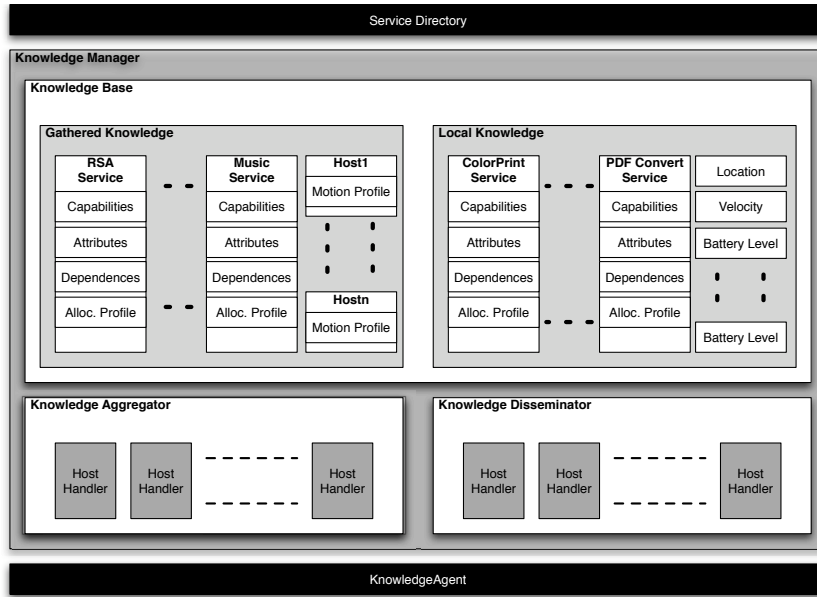 Service Directory
Knowledge Manager
Knowledge Base
Gathered Knowledge
RSA
Service
Capabilities
Attributes
Dependences
Alloc. Profile
Music
Service
Capabilities
Attributes
Dependences
Alloc. Profile
Host1
Motion Profile
Hostn
Motion Profile
Local Knowledge
ColorPrint
Service
Capabilities
Attributes
Dependences
Alloc. Profile
PDF Convert
Service
Capabilities
Attributes
Dependences
Alloc. Profile
Location
Velocity
Battery Level
Battery Level
Knowledge Aggregator
Host
Handler
Host
Handler
Host
Handler
Knowledge Disseminator
Host
Handler
Host
Handler
Host
Handler
KnowledgeAgent